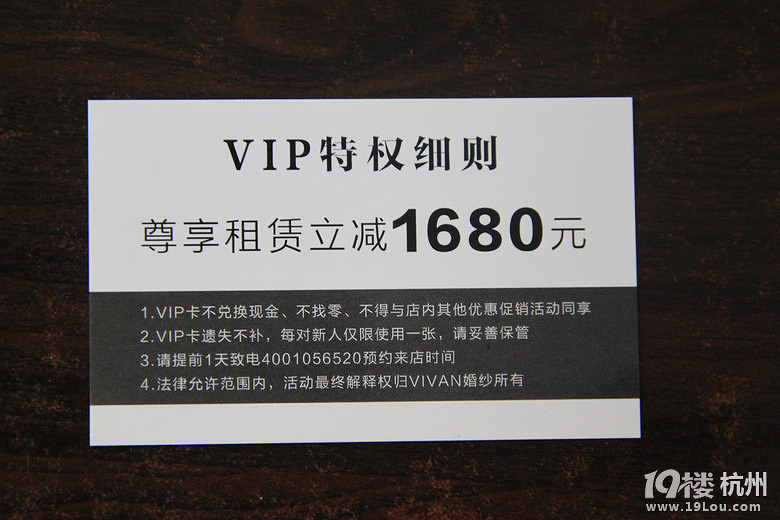 VIP特权细则
尊享租赁立减1680元
1.VIP卡不兑换现金、不找零、不得与店内其他优惠促销活动同享
2.VIP卡遗失不补，每对新人仅限使用一张，请妥善保管
3.请提前1天致电4001056520预约来店时间
4.法律允许范围内，活动最终解释权归VIVAN婚纱所有
19楼 杭州
www.19Lou.com